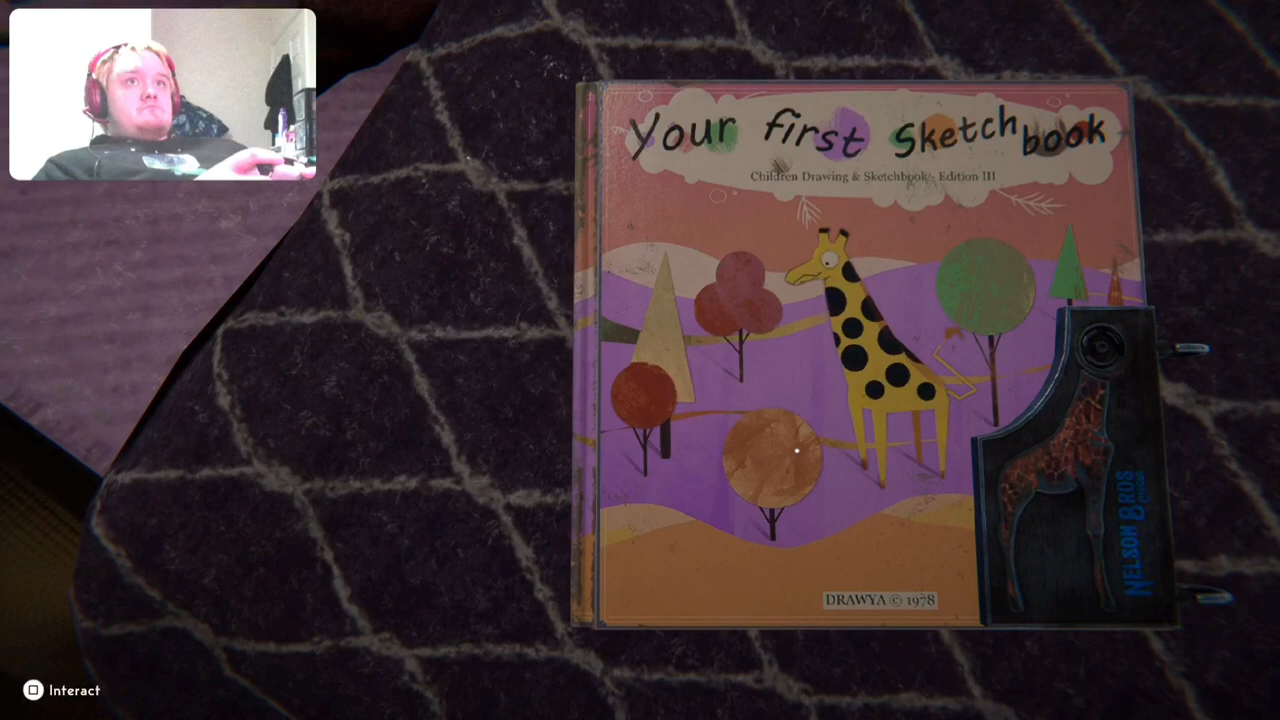 Your first Sketchbook
Children Drawing & Sketchbook - Edition III
NELSON BROS
DRAWYA © 1978
Interact